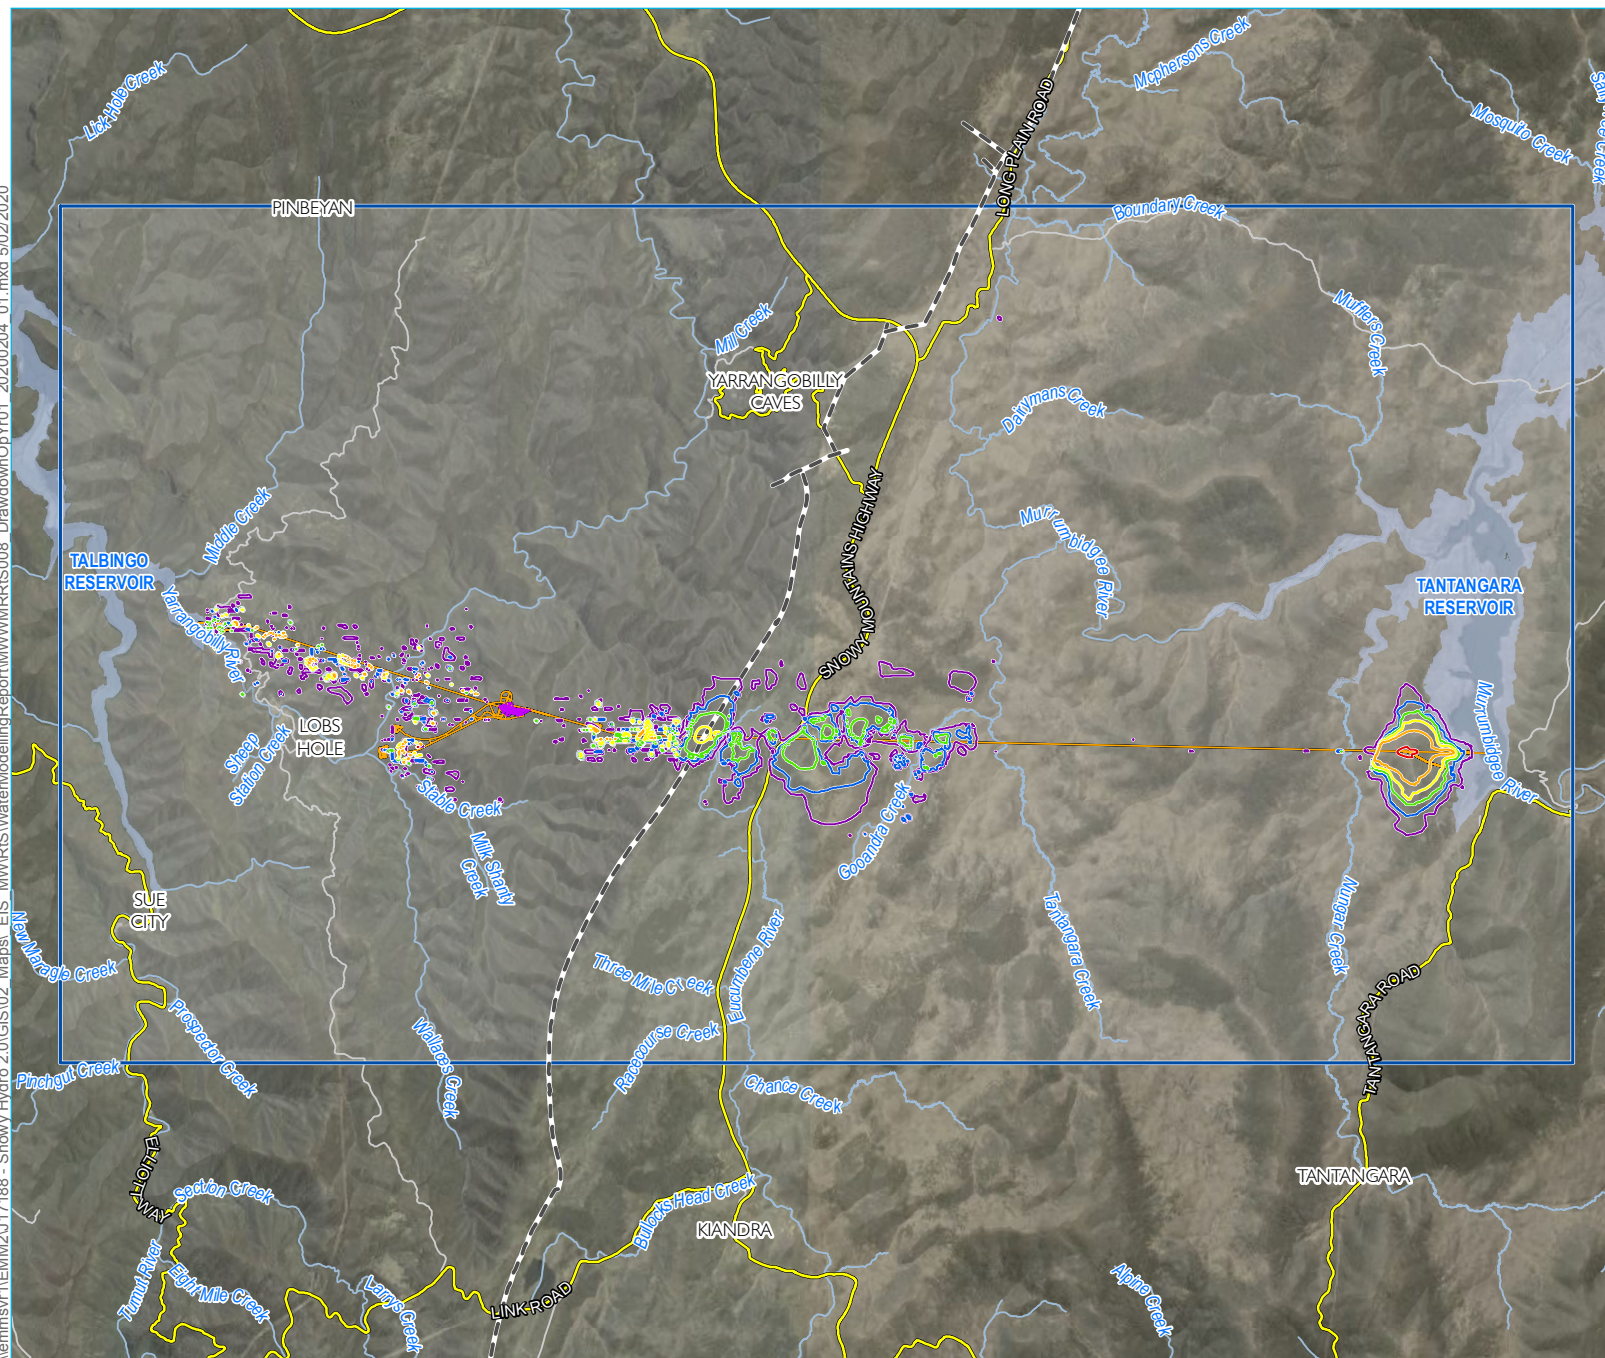 Lick Hole Creek
Mcphersons Creek
Mosquito Creek
LONG PLAIN ROAD
PINBEYAN
Boundary Creek
Mufflers Creek
Mill Creek
YARRANGOBILLY
CAVES
Dairymans Creek
SNOWY MOUNTAINS HIGHWAY
Murrumbidgee River
Middle Creek
TALBINGO
RESERVOIR
TANTANGARA
RESERVOIR
Yarrangobilly River
LOBS
HOLE
Sheep
Station Creek
Stable Creek
Milk Shanty
Creek
Gooandra Creek
Murrumbidgee River
SUE
CITY
New Maragle Creek
Three Mile Creek
Eucumbene River
Tantangara Creek
Nungar Creek
TANTANGARA ROAD
Prospector Creek
Wallaces Creek
Racecourse Creek
Pinchgut Creek
Chance Creek
ELLIOTT
WAY
Section Creek
Bullocks Head Creek
KIANDRA
TANTANGARA
Tumut River
Eight Mile Creek
Larrys Creek
LINK ROAD
Alpine Creek